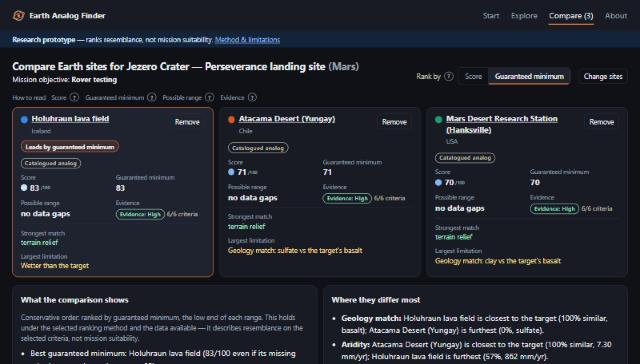 Earth Analog Finder
Start Explore Compare (3) About
Research prototype — ranks resemblance, not mission suitability. Method & limitations
Compare Earth sites for Jezero Crater — Perseverance landing site (Mars)
Mission objective: Rover testing
Rank by ? Score Guaranteed minimum Change sites
How to read Score ? Guaranteed minimum ? Possible range ? Evidence ?
Holuhraun lava field Remove
Iceland
Leads by guaranteed minimum
Catalogued analog
Score Guaranteed minimum
83 /100 83
Possible range Evidence
no data gaps Evidence: High 6/6 criteria
Strongest match
terrain relief
Largest limitation
Wetter than the target
Atacama Desert (Yungay) Remove
Chile
Catalogued analog
Score Guaranteed minimum
71 /100 71
Possible range Evidence
no data gaps Evidence: High 6/6 criteria
Strongest match
terrain relief
Largest limitation
Geology match: sulfate vs the target's basalt
Mars Desert Research Station
(Hanksville) Remove
USA
Catalogued analog
Score Guaranteed minimum
70 /100 70
Possible range Evidence
no data gaps Evidence: High 6/6 criteria
Strongest match
terrain relief
Largest limitation
Geology match: clay vs the target's basalt
What the comparison shows
Conservative order: ranked by guaranteed minimum, the low end of each range. This holds
under the selected ranking method and the data available — it describes resemblance on the
selected criteria, not mission suitability.
• Best guaranteed minimum: Holuhraun lava field (83/100 even if its missing
Where they differ most
• Geology match: Holuhraun lava field is closest to the target (100% similar,
basalt); Atacama Desert (Yungay) is furthest (0%, sulfate).
• Aridity: Atacama Desert (Yungay) is closest to the target (100% similar, 7.30
mm/yr); Holuhraun lava field is furthest (57%, 862 mm/yr).